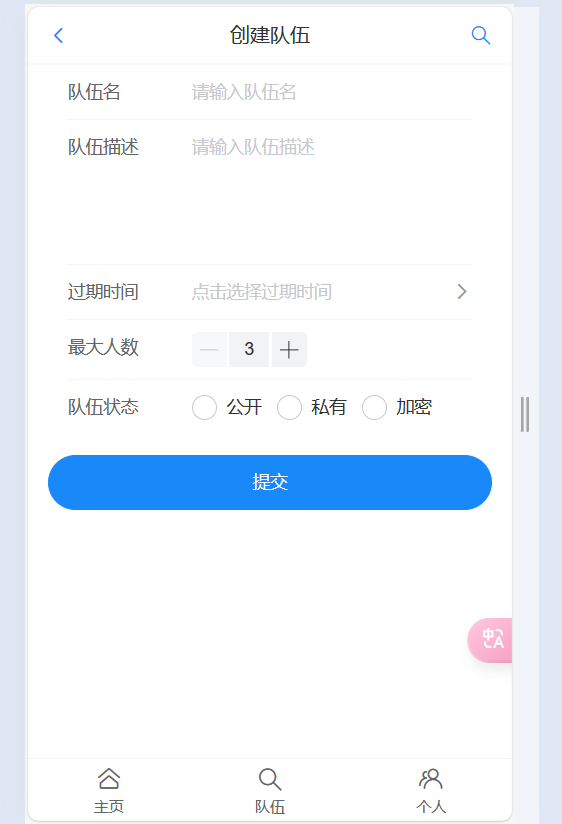 创建队伍
队伍名 请输入队伍名
队伍描述 请输入队伍描述
过期时间 点击选择过期时间
最大人数 3
队伍状态 公开 私有 加密
提交
中A
主页 队伍 个人